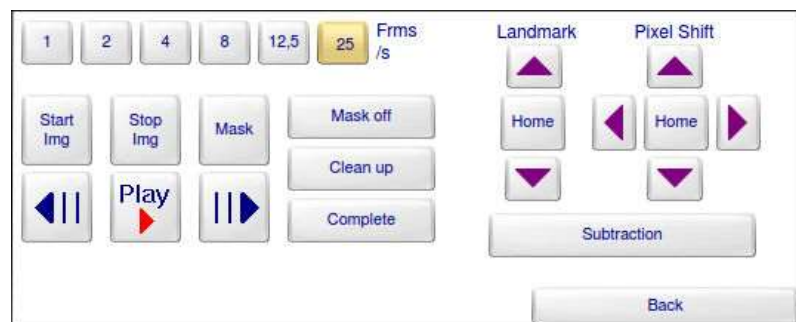 1 2 4 8 12,5 25 Frms
/s
Landmark Pixel Shift
Start
Img
Stop
Img
Mask
Mask off
Home
Home
Clean up
Play
Complete
Subtraction
Back